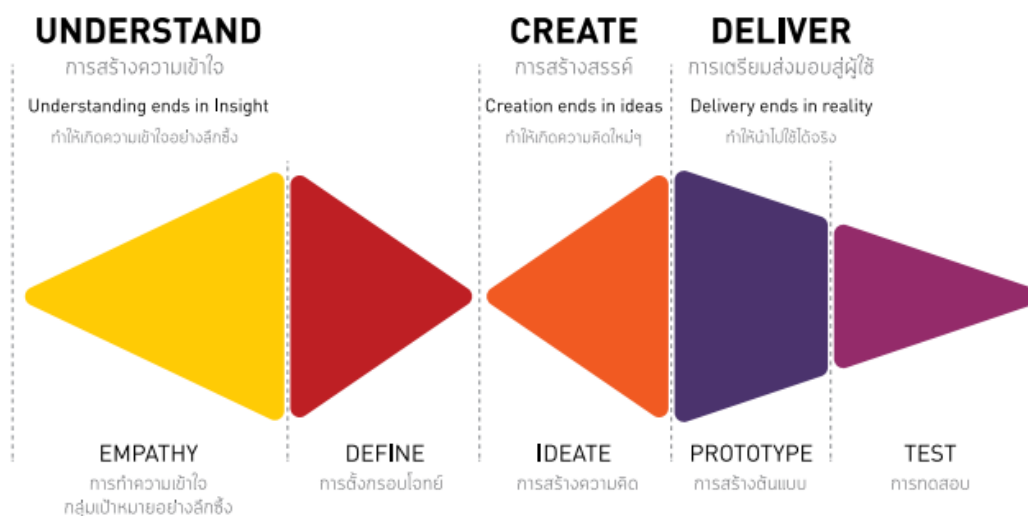 UNDERSTAND
การสร้างความเข้าใจ
Understanding ends in Insight
ทำให้เกิดความเข้าใจอย่างลึกซึ้ง
CREATE
การสร้างสรรค์
Creation ends in ideas
ทำให้เกิดความคิดใหม่ๆ
DELIVER
การเตรียมส่งมอบสู่ผู้ใช้
Delivery ends in reality
ทำให้นำไปใช้ได้จริง
EMPATHY
การทำความเข้าใจ
กลุ่มเป้าหมายอย่างลึกซึ้ง
DEFINE
การตั้งกรอบโจทย์
IDEATE
การสร้างความคิด
PROTOTYPE
การสร้างต้นแบบ
TEST
การทดสอบ